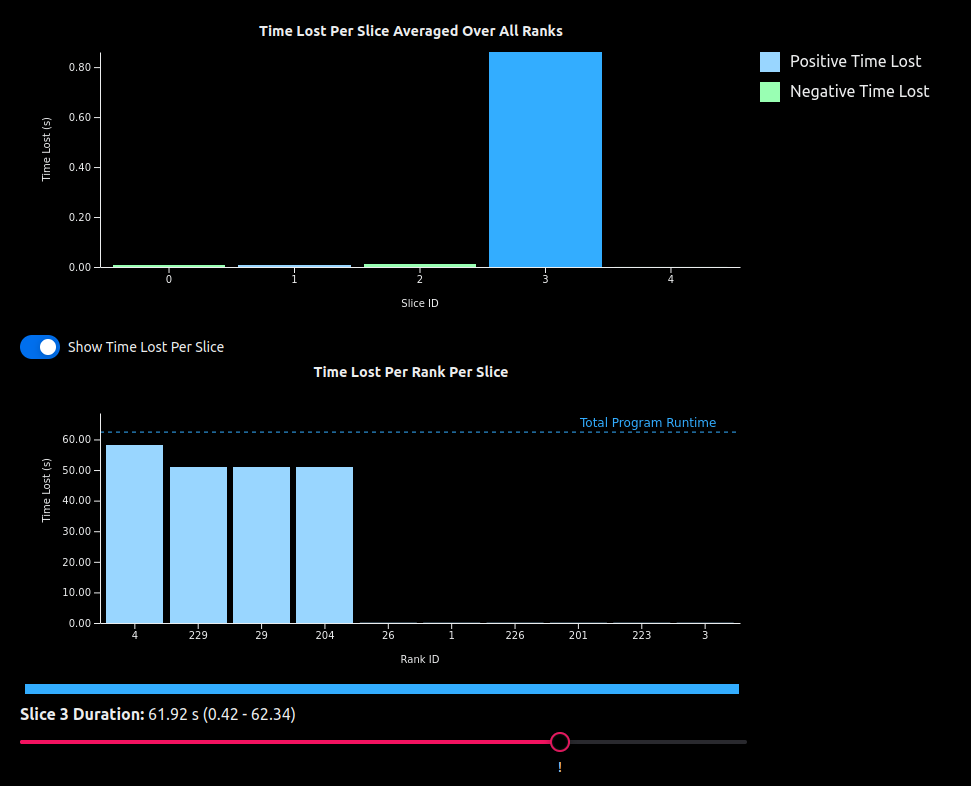 Time Lost Per Slice Averaged Over All Ranks
Positive Time Lost
Negative Time Lost
Time Lost (s)
0.80
0.60
0.40
0.20
0.00
0 1 2 3 4
Slice ID
Show Time Lost Per Slice
Time Lost Per Rank Per Slice
Total Program Runtime
Time Lost (s)
60.00
50.00
40.00
30.00
20.00
10.00
0.00
4 229 29 204 26 1 226 201 223 3
Rank ID
Slice 3 Duration: 61.92 s (0.42 - 62.34)
!